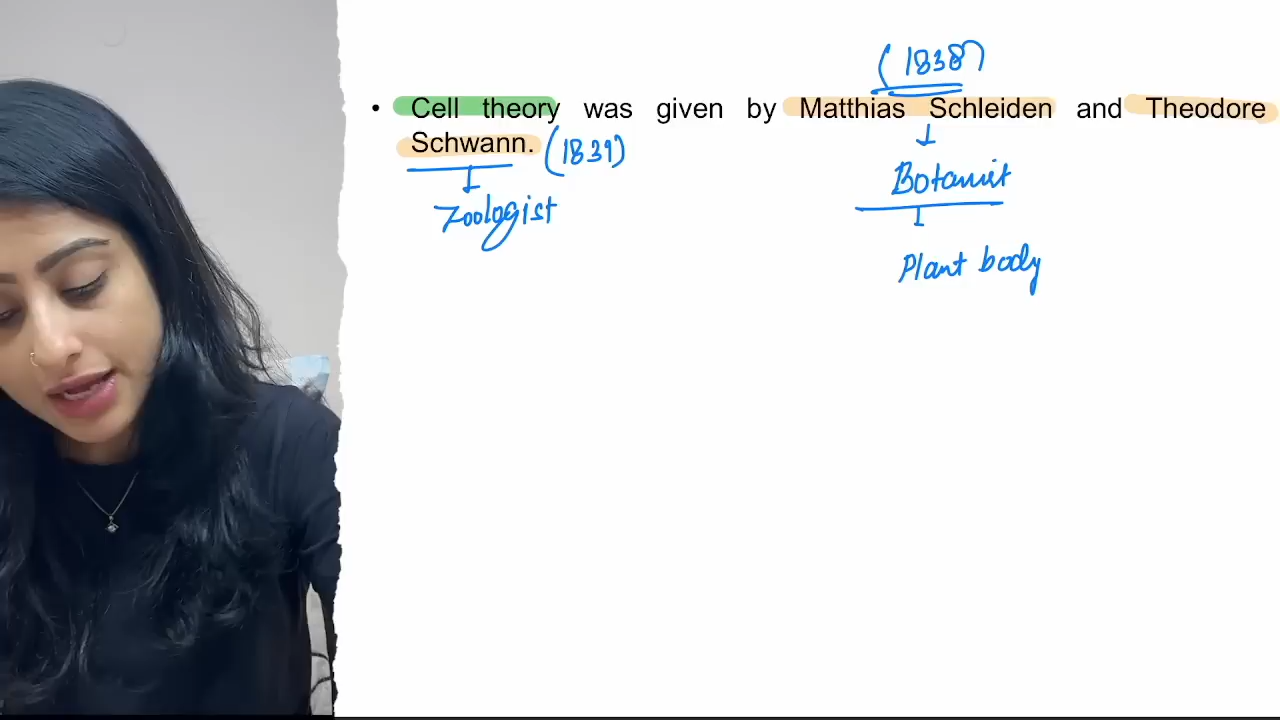 (1838)
• Cell theory was given by Matthias Schleiden and Theodore
Schwann. (1839)
Botanist
Zoologist
Plant body